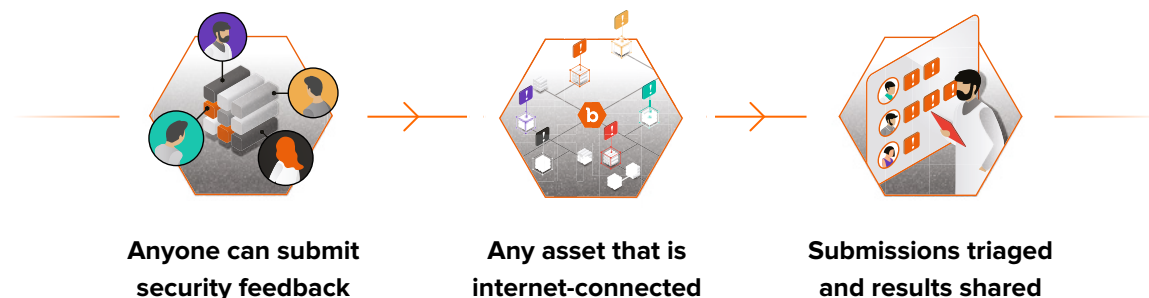 b
Anyone can submit
security feedback
Any asset that is
internet-connected
Submissions triaged
and results shared